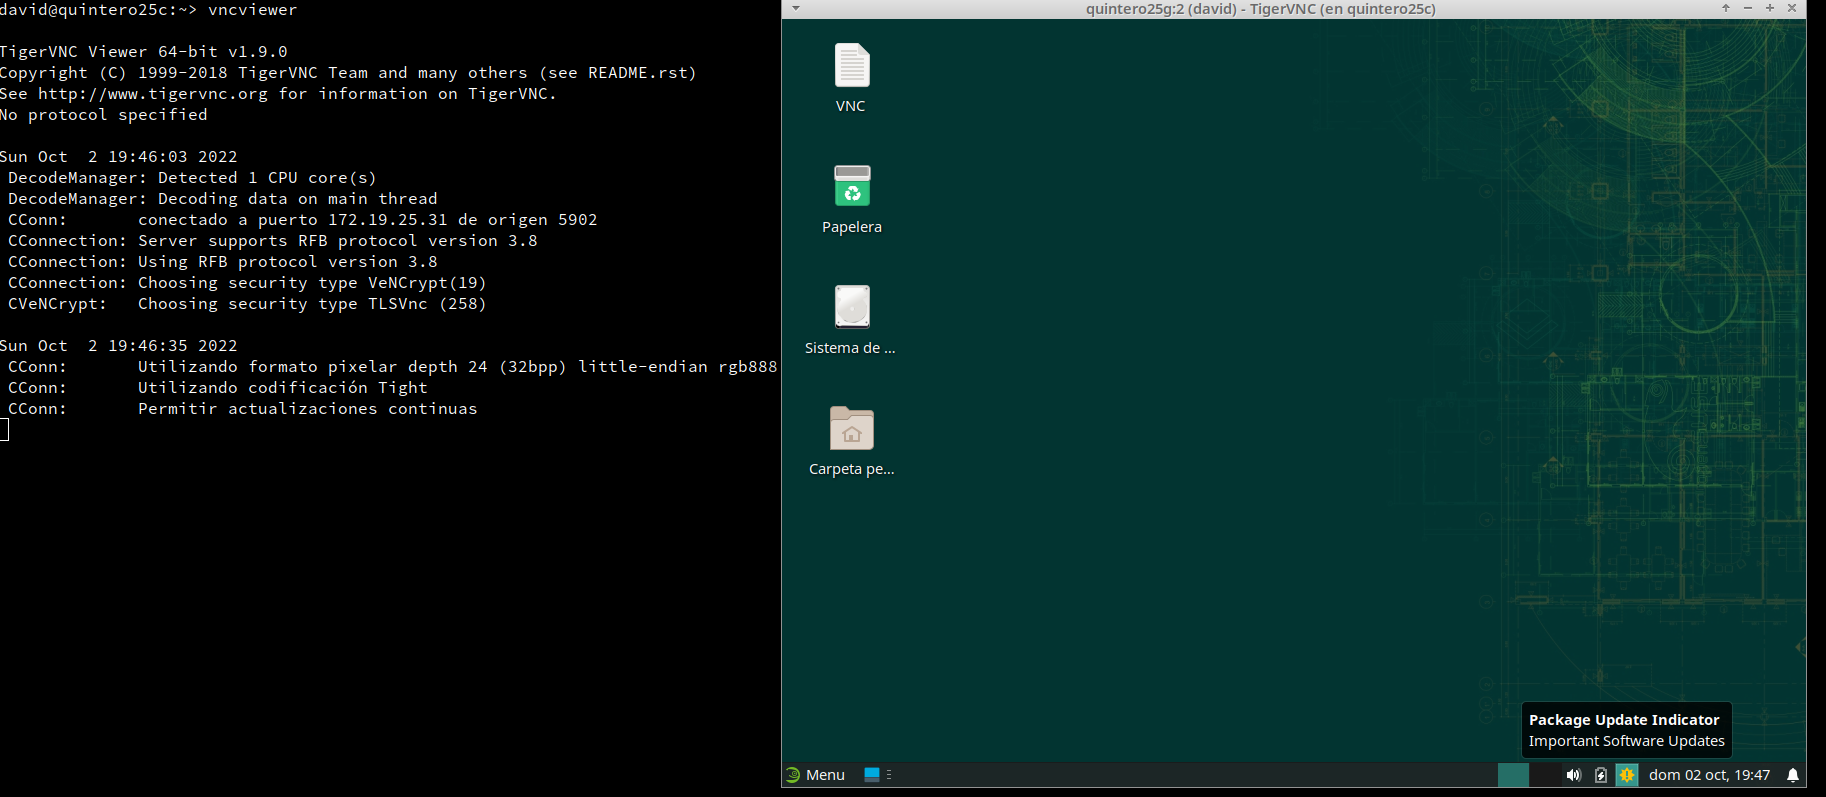 david@quintero25c:~> vncviewer
TigerVNC Viewer 64-bit v1.9.0
Copyright (C) 1999-2018 TigerVNC Team and many others (see README.rst)
See http://www.tigervnc.org for information on TigerVNC.
No protocol specified
Sun Oct  2 19:46:03 2022
DecodeManager: Detected 1 CPU core(s)
DecodeManager: Decoding data on main thread
CConn:       conectado a puerto 172.19.25.31 de origen 5902
CConnection: Server supports RFB protocol version 3.8
CConnection: Using RFB protocol version 3.8
CConnection: Choosing security type VeNCrypt(19)
CVeNCrypt:   Choosing security type TLSVnc (258)
Sun Oct  2 19:46:35 2022
CConn:       Utilizando formato pixelar depth 24 (32bpp) little-endian rgb888
CConn:       Utilizando codificación Tight
CConn:       Permitir actualizaciones continuas
quintero25g:2 (david) - TigerVNC (en quintero25c)
VNC
Papelera
Sistema de ...
Carpeta pe...
Package Update Indicator
Important Software Updates
Menu
dom 02 oct, 19:47